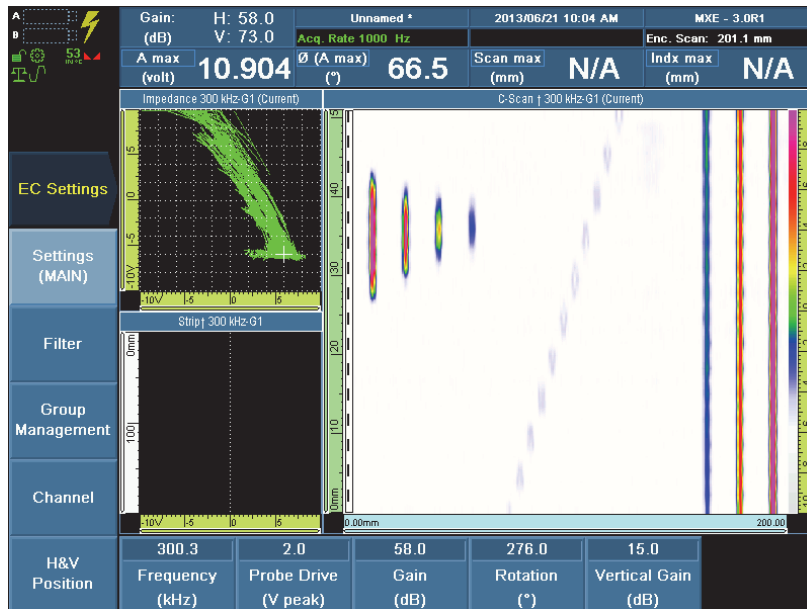 A
B
53
IN °C
Gain: H: 58.0
(dB) V: 73.0
Unnamed *
2013/06/21 10:04 AM
MXE - 3.0R1
Acq. Rate 1000 Hz
Enc. Scan: 201.1 mm
A max
(volt)
10.904
Ø (A max)
(°)
66.5
Scan max
(mm)
N/A
Indx max
(mm)
N/A
Impedance 300 kHz-G1 (Current)
C-Scan † 300 kHz-G1 (Current)
EC Settings
Settings
(MAIN)
Filter
Group
Management
Channel
H&V
Position
|5
|0
|-5
-10V
-10V |-5 |0 |5
Strip† 300 kHz-G1
0mm
100|
-10V |-5 |0 |5
|40
|30
|20
|10
0mm
0.00mm 200.00
300.3
Frequency
(kHz)
2.0
Probe Drive
(V peak)
58.0
Gain
(dB)
276.0
Rotation
(°)
15.0
Vertical Gain
(dB)